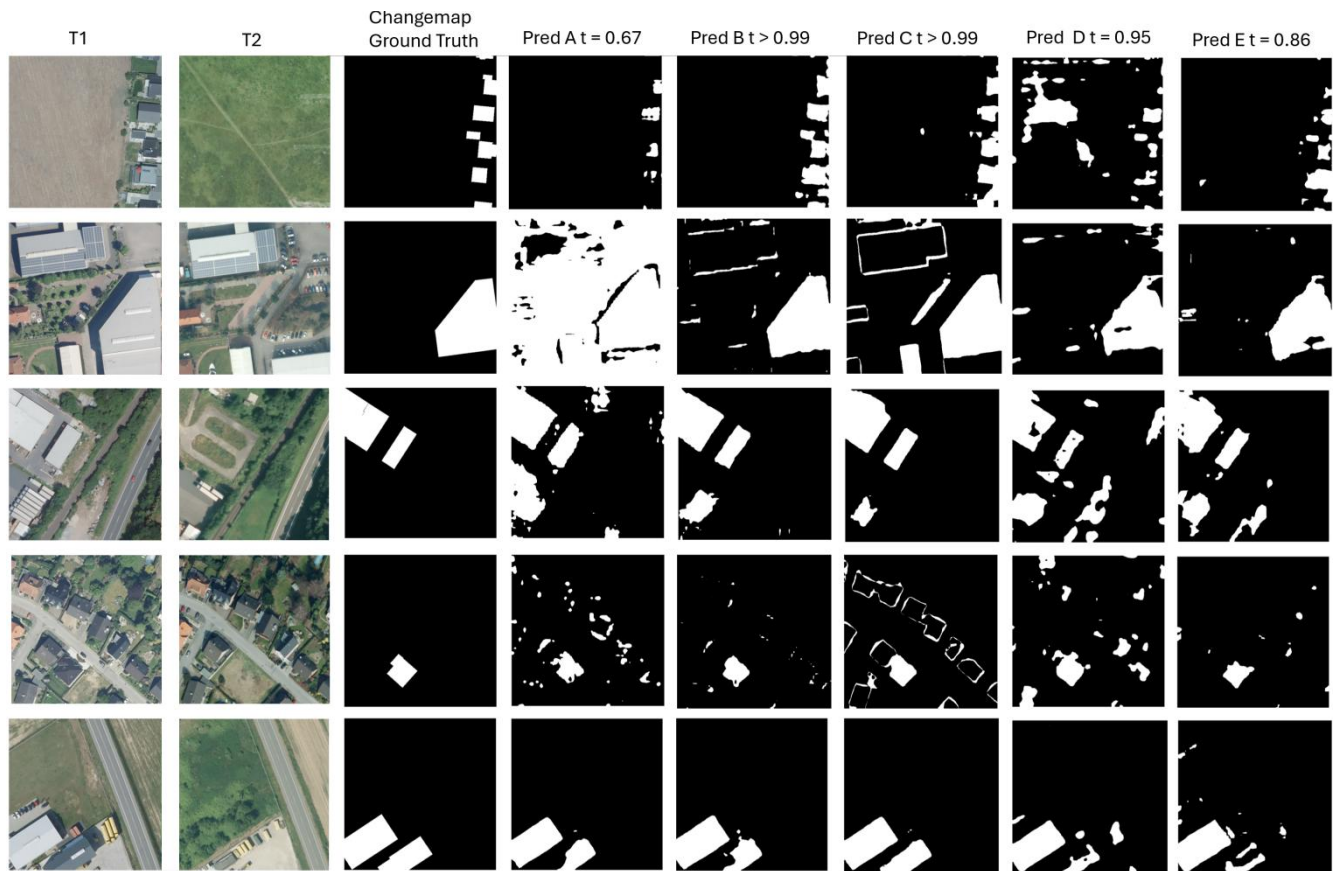 T1
T2
Changemap
Ground Truth
Pred A t = 0.67
Pred B t > 0.99
Pred C t > 0.99
Pred D t = 0.95
Pred E t = 0.86